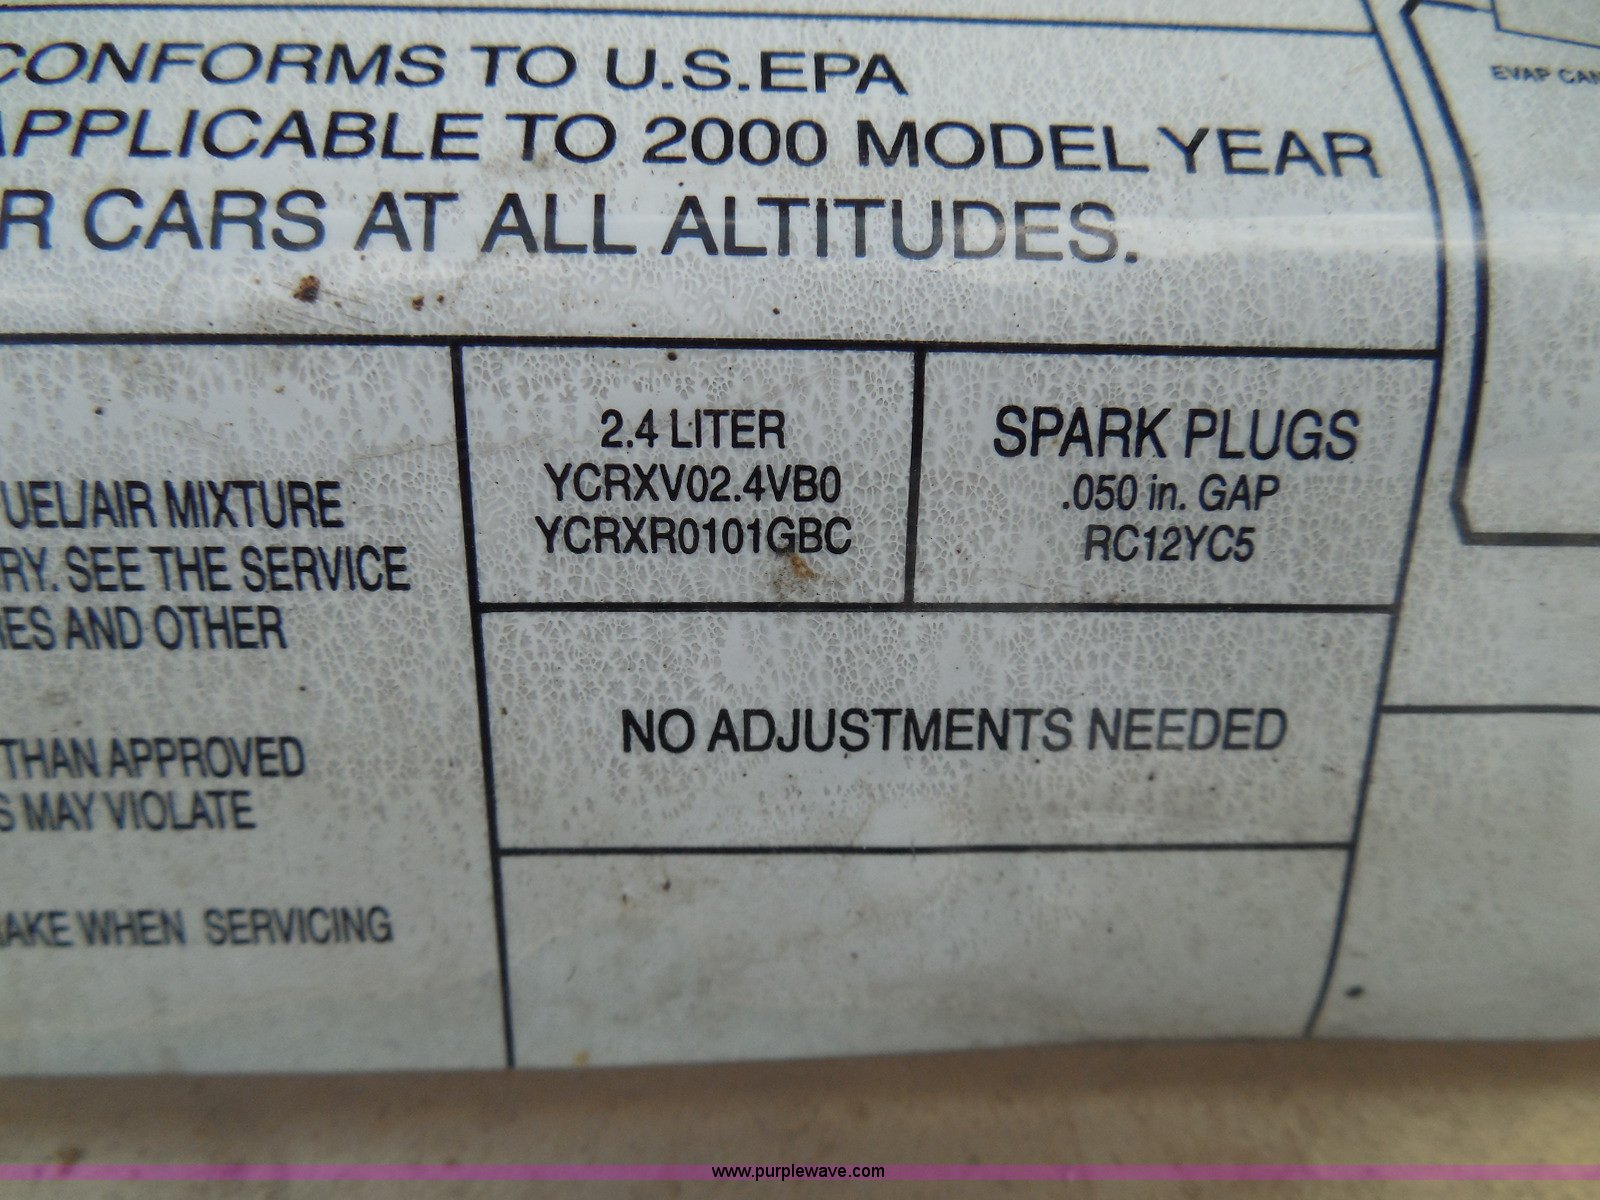 CONFORMS TO U.S.EPA
APPLICABLE TO 2000 MODEL YEAR
R CARS AT ALL ALTITUDES.
EVAP CAN
2.4 LITER
YCRXV02.4VB0
YCRXR0101GBC
SPARK PLUGS
.050 in. GAP
RC12YC5
UEL/AIR MIXTURE
RY. SEE THE SERVICE
IES AND OTHER
NO ADJUSTMENTS NEEDED
THAN APPROVED
S MAY VIOLATE
AKE WHEN SERVICING
www.purplewave.com